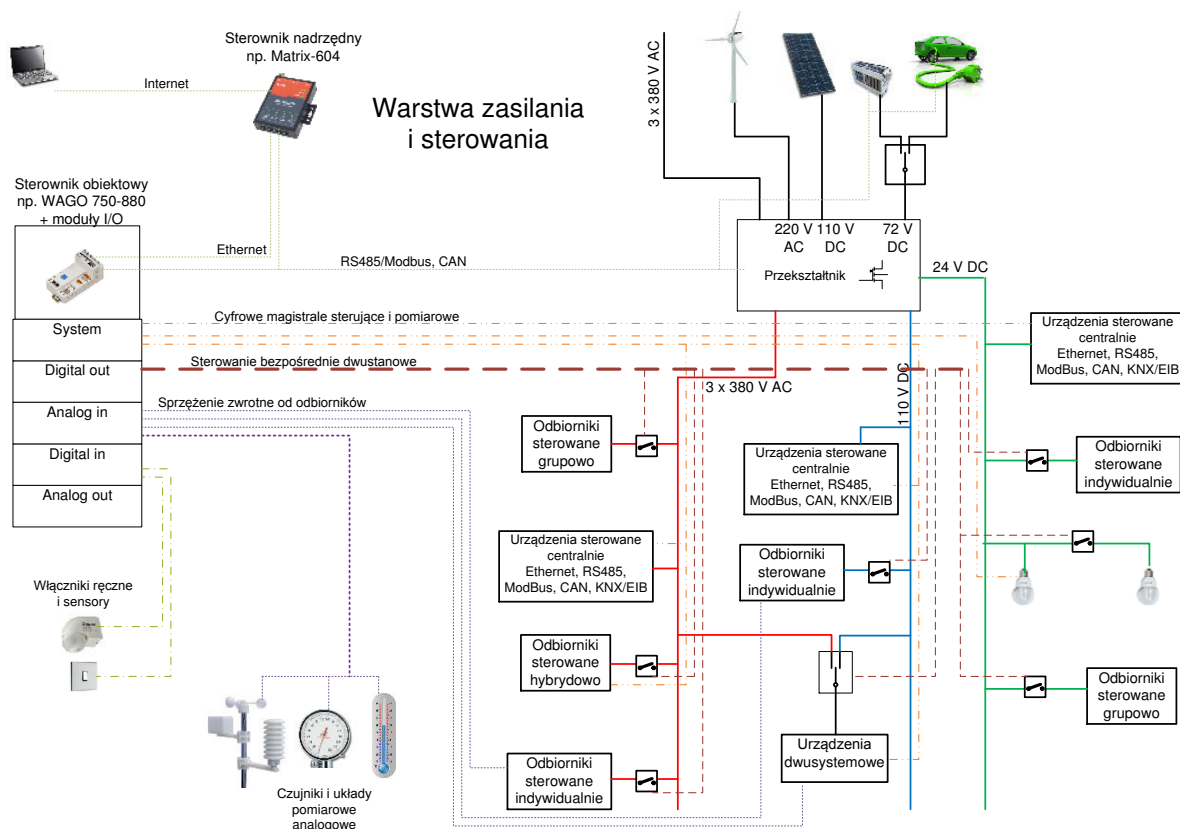 Sterownik nadrzędny
np. Matrix-604
Internet
Warstwa zasilania
i sterowania
3 x 380 V AC
Sterownik obiektowy
np. WAGO 750-880
+ moduły I/O
Ethernet
RS485/Modbus, CAN
220 V
AC
110 V
DC
72 V
DC
Przekształtnik
24 V DC
System
Digital out
Analog in
Digital in
Analog out
Cyfrowe magistrale sterujące i pomiarowe
Sterowanie bezpośrednie dwustanowe
Sprzężenie zwrotne od odbiorników
3 x 380 V AC
110 V DC
Urządzenia sterowane
centralnie
Ethernet, RS485,
ModBus, CAN, KNX/EIB
Odbiorniki
sterowane
grupowo
Urządzenia sterowane
centralnie
Ethernet, RS485,
ModBus, CAN, KNX/EIB
Odbiorniki
sterowane
indywidualnie
Urządzenia sterowane
centralnie
Ethernet, RS485,
ModBus, CAN, KNX/EIB
Odbiorniki
sterowane
indywidualnie
Włączniki ręczne
i sensory
Odbiorniki
sterowane
hybrydowo
Odbiorniki
sterowane
grupowo
Urządzenia
dwusystemowe
Odbiorniki
sterowane
indywidualnie
Czujniki i układy
pomiarowe
analogowe